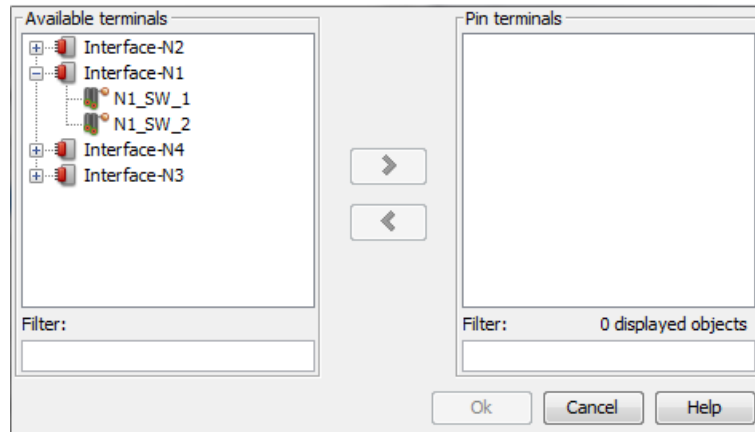 Available terminals
Interface-N2
Interface-N1
N1_SW_1
N1_SW_2
Interface-N4
Interface-N3
Filter:
Pin terminals
Filter: 0 displayed objects
Ok Cancel Help